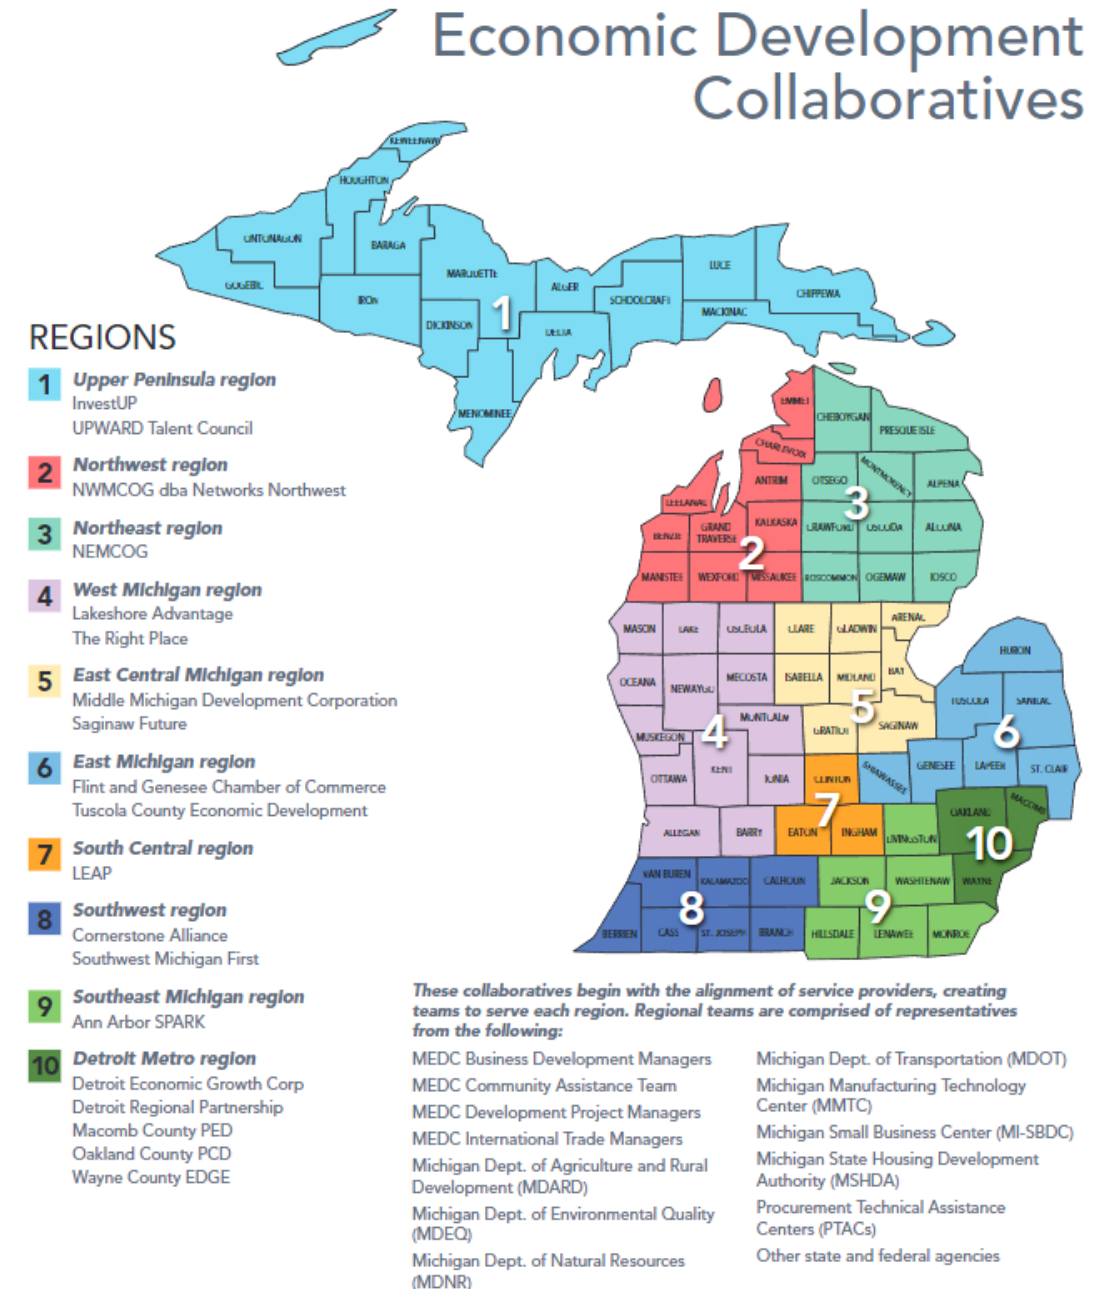 Economic Development
Collaboratives
KEWEENAW
HOUGHTON
ONTONAGON
BARAGA
GOGEBIC
IRON
MARQUETTE
ALGER
LUCE
CHIPPEWA
SCHOOLCRAFT
MACKINAC
DICKINSON
1
DELTA
MENOMINEE
REGIONS
1
Upper Peninsula region
InvestUP
UPWARD Talent Council
2
Northwest region
NWMCOG dba Networks Northwest
3
Northeast region
NEMCOG
4
West Michigan region
Lakeshore Advantage
The Right Place
5
East Central Michigan region
Middle Michigan Development Corporation
Saginaw Future
6
East Michigan region
Flint and Genesee Chamber of Commerce
Tuscola County Economic Development
7
South Central region
LEAP
8
Southwest region
Cornerstone Alliance
Southwest Michigan First
9
Southeast Michigan region
Ann Arbor SPARK
10
Detroit Metro region
Detroit Economic Growth Corp
Detroit Regional Partnership
Macomb County PED
Oakland County PCD
Wayne County EDGE
EMMET
CHEBOYGAN
PRESQUE ISLE
CHARLEVOIX
ANTRIM
OTSEGO
MONTMORENCY
ALPENA
LEELANAU
BENZIE
GRAND
TRAVERSE
KALKASKA
CRAWFORD
OSCODA
ALCONA
3
2
MANISTEE
WEXFORD
MISSAUKEE
ROSCOMMON
OGEMAW
IOSCO
MASON
LAKE
OSCEOLA
CLARE
GLADWIN
ARENAC
OCEANA
NEWAYGO
MECOSTA
ISABELLA
MIDLAND
BAY
HURON
MUSKEGON
MONTCALM
GRATIOT
SAGINAW
TUSCOLA
SANILAC
4
5
6
OTTAWA
KENT
IONIA
CLINTON
SHIAWASSEE
GENESEE
LAPEER
ST. CLAIR
ALLEGAN
BARRY
EATON
INGHAM
LIVINGSTON
OAKLAND
MACOMB
7
10
VAN BUREN
KALAMAZOO
CALHOUN
JACKSON
WASHTENAW
WAYNE
8
9
BERRIEN
CASS
ST. JOSEPH
BRANCH
HILLSDALE
LENAWEE
MONROE
These collaboratives begin with the alignment of service providers, creating
teams to serve each region. Regional teams are comprised of representatives
from the following:
MEDC Business Development Managers
MEDC Community Assistance Team
MEDC Development Project Managers
MEDC International Trade Managers
Michigan Dept. of Agriculture and Rural
Development (MDARD)
Michigan Dept. of Environmental Quality
(MDEQ)
Michigan Dept. of Natural Resources
(MDNR)
Michigan Dept. of Transportation (MDOT)
Michigan Manufacturing Technology
Center (MMTC)
Michigan Small Business Center (MI-SBDC)
Michigan State Housing Development
Authority (MSHDA)
Procurement Technical Assistance
Centers (PTACs)
Other state and federal agencies